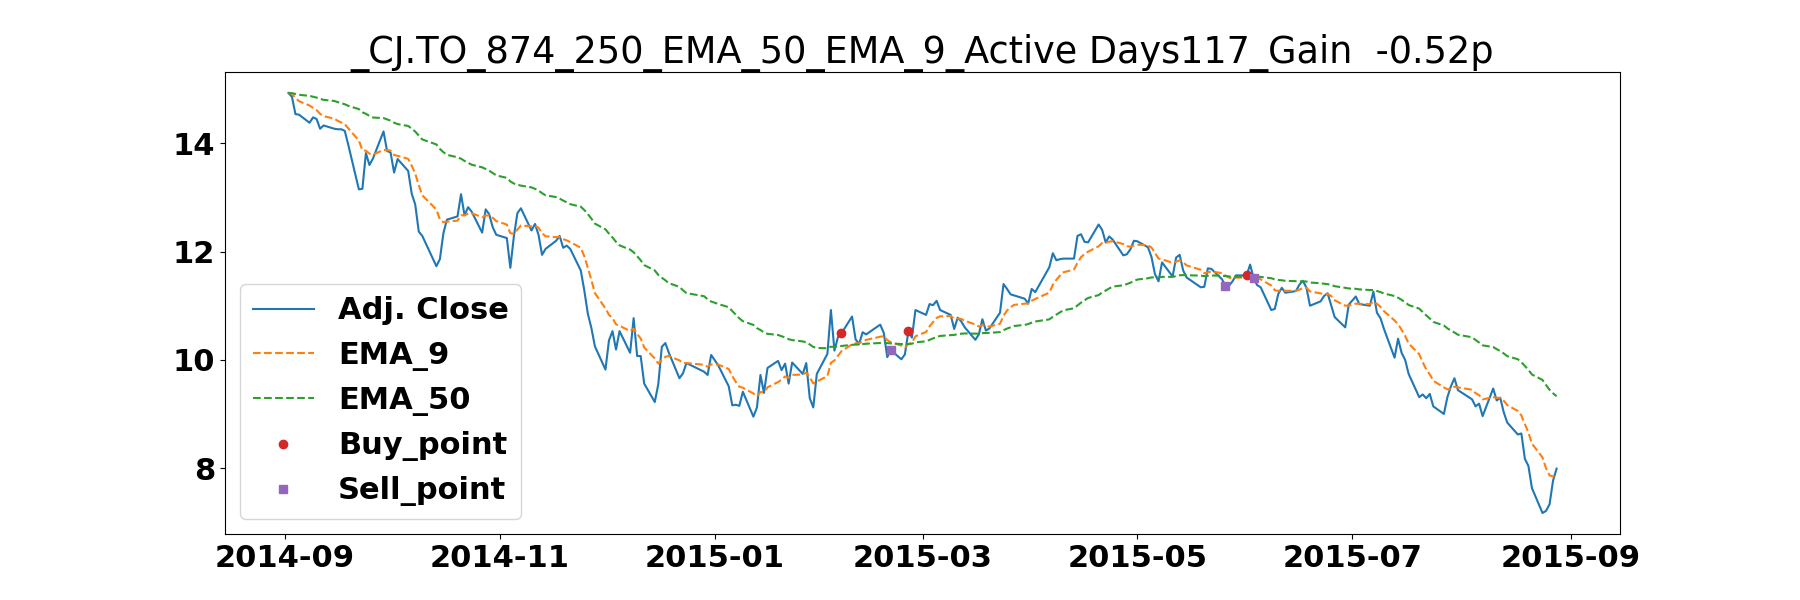 _CJ.TO_874_250_EMA_50_EMA_9_Active Days117_Gain  -0.52p
14
12
10
8
Adj. Close
EMA_9
EMA_50
Buy_point
Sell_point
2014-09 2014-11 2015-01 2015-03 2015-05 2015-07 2015-09